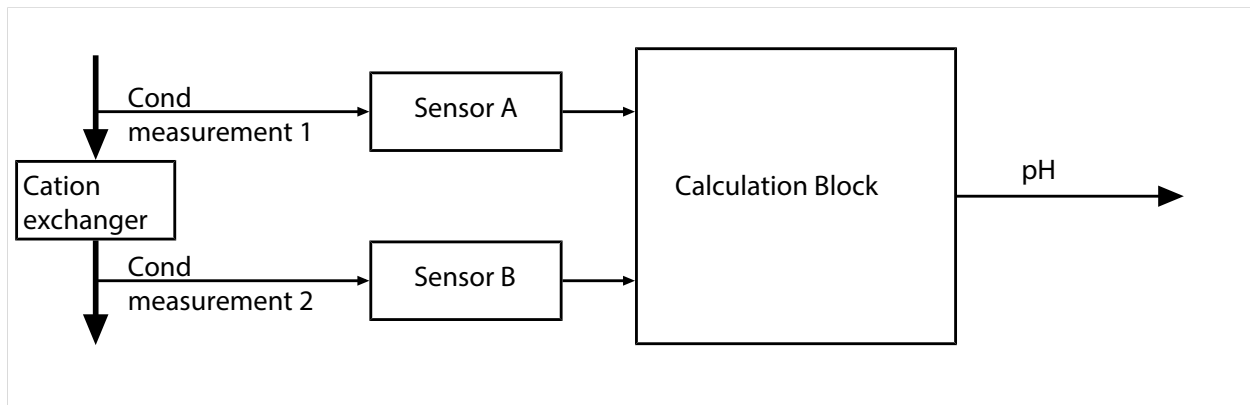 Cond
measurement 1
Sensor A
Cation
exchanger
Calculation Block
pH
Cond
measurement 2
Sensor B